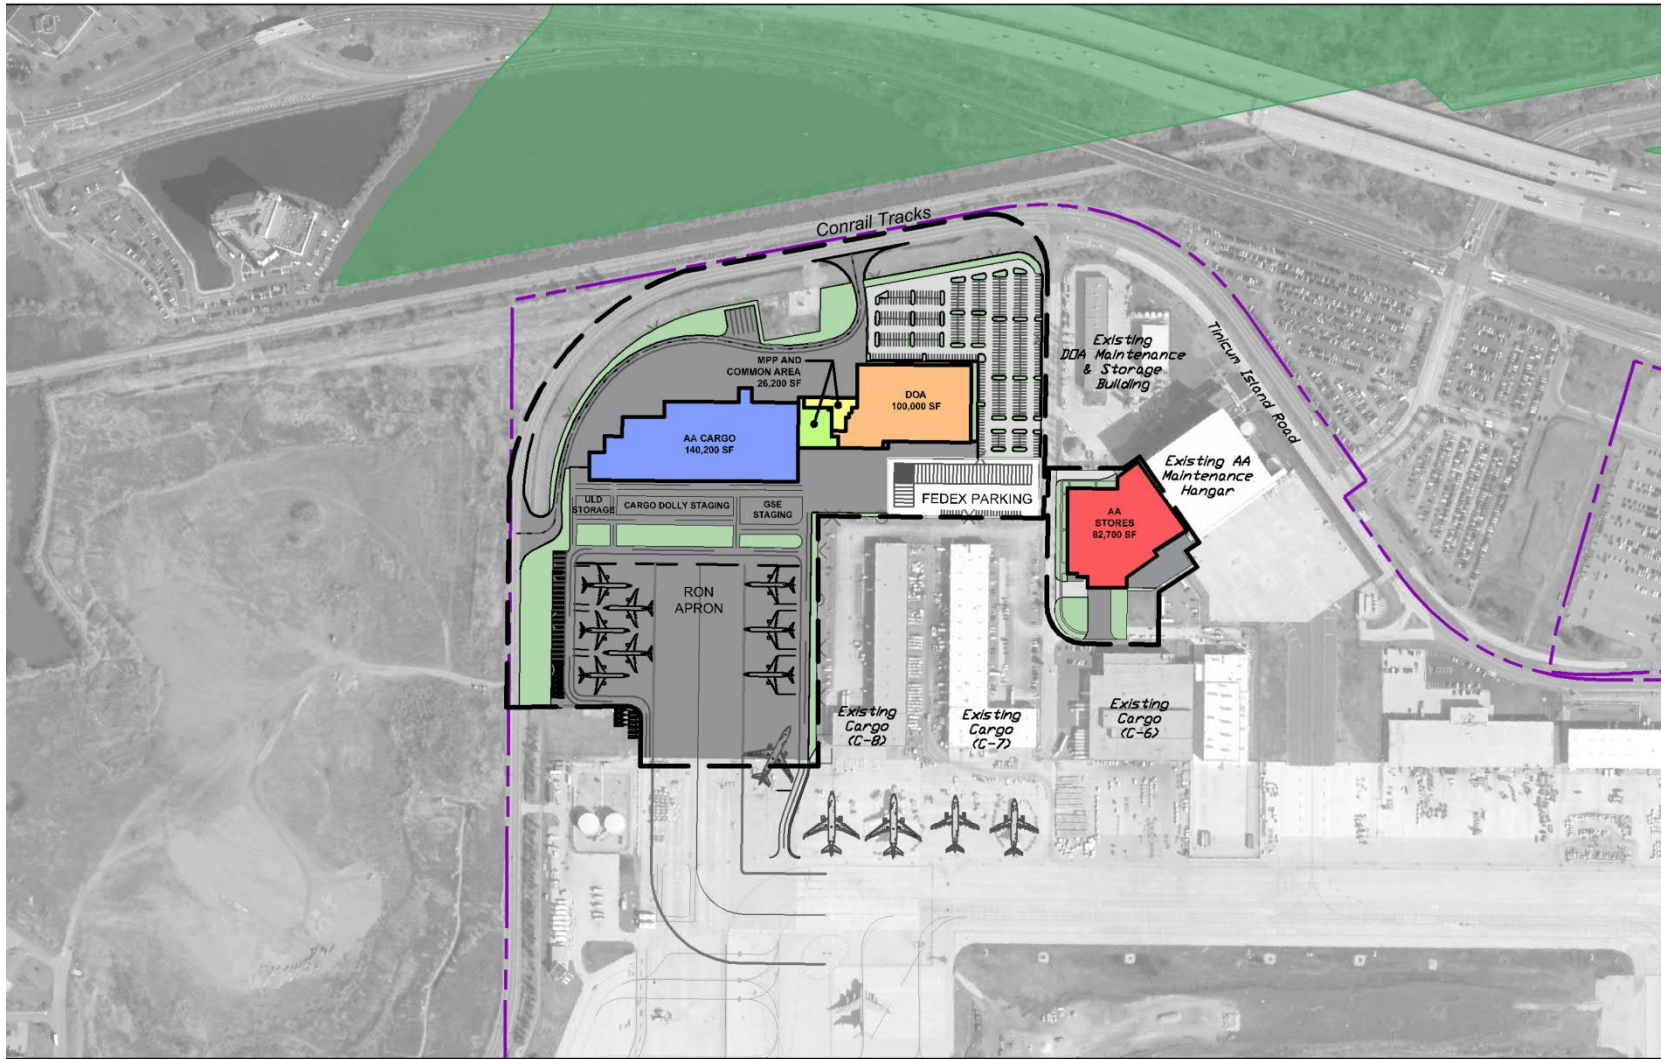 Conrail Tracks
MPP AND
COMMON AREA
26,200 SF
DOA
100,000 SF
AA CARGO
140,200 SF
Existing
DOA Maintenance
& Storage
Building
Tinicum Island Road
Existing AA
Maintenance
Hangar
FEDEX PARKING
AA
STORES
82,700 SF
ULD
STORAGE
CARGO DOLLY STAGING
GSE
STAGING
RON
APRON
Existing
Cargo
(C-8)
Existing
Cargo
(C-7)
Existing
Cargo
(C-6)